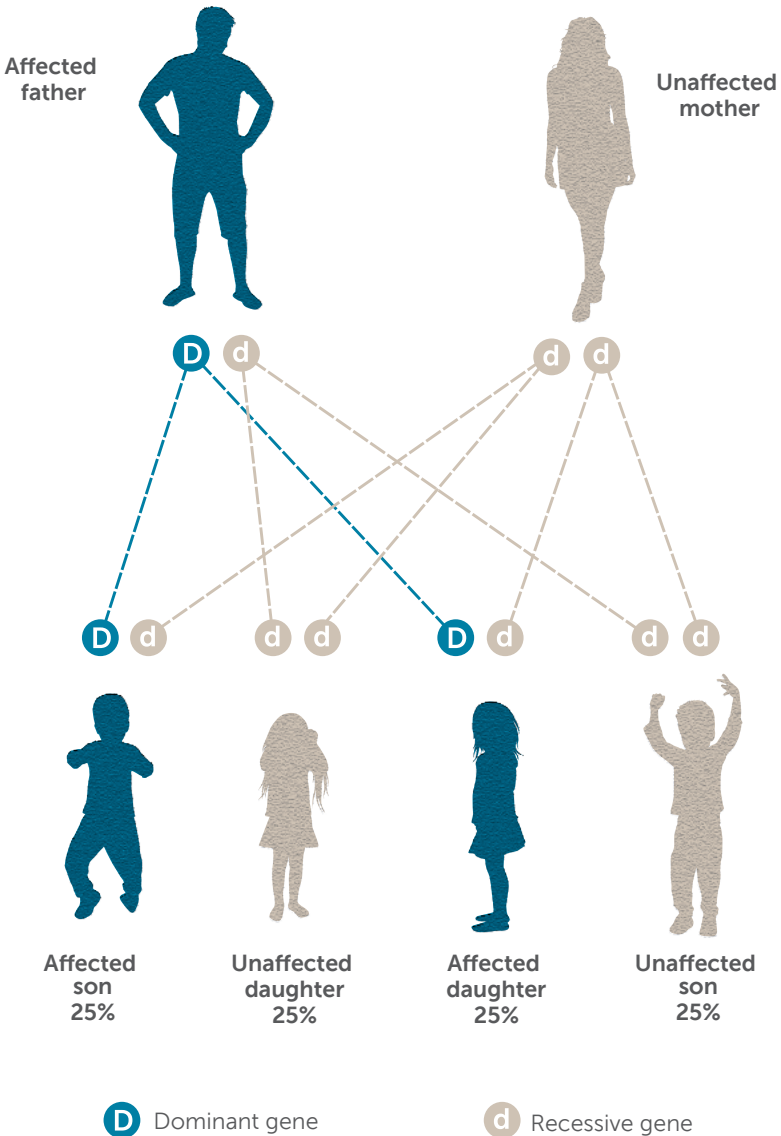 Affected
father
Unaffected
mother
D d d d
D d d d D d d d
Affected
son
25%
Unaffected
daughter
25%
Affected
daughter
25%
Unaffected
son
25%
D Dominant gene
d Recessive gene